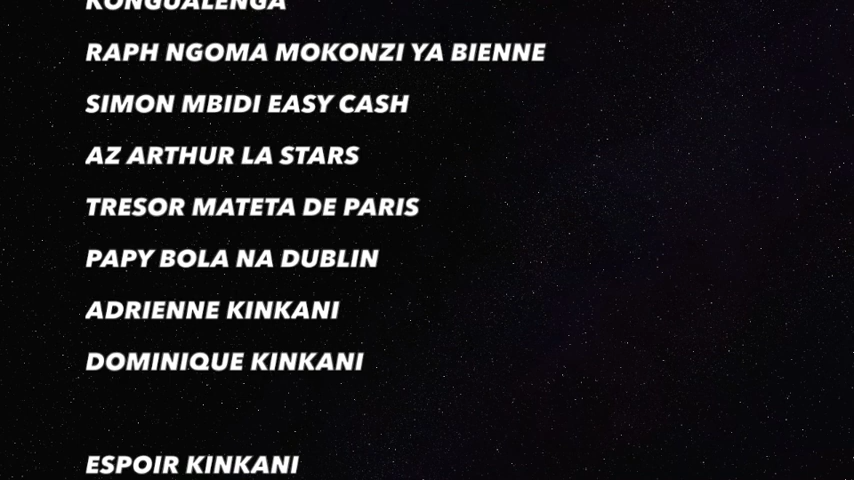 KONGUALENGA
RAPH NGOMA MOKONZI YA BIENNE
SIMON MBIDI EASY CASH
AZ ARTHUR LA STARS
TRESOR MATETA DE PARIS
PAPY BOLA NA DUBLIN
ADRIENNE KINKANI
DOMINIQUE KINKANI
ESPOIR KINKANI